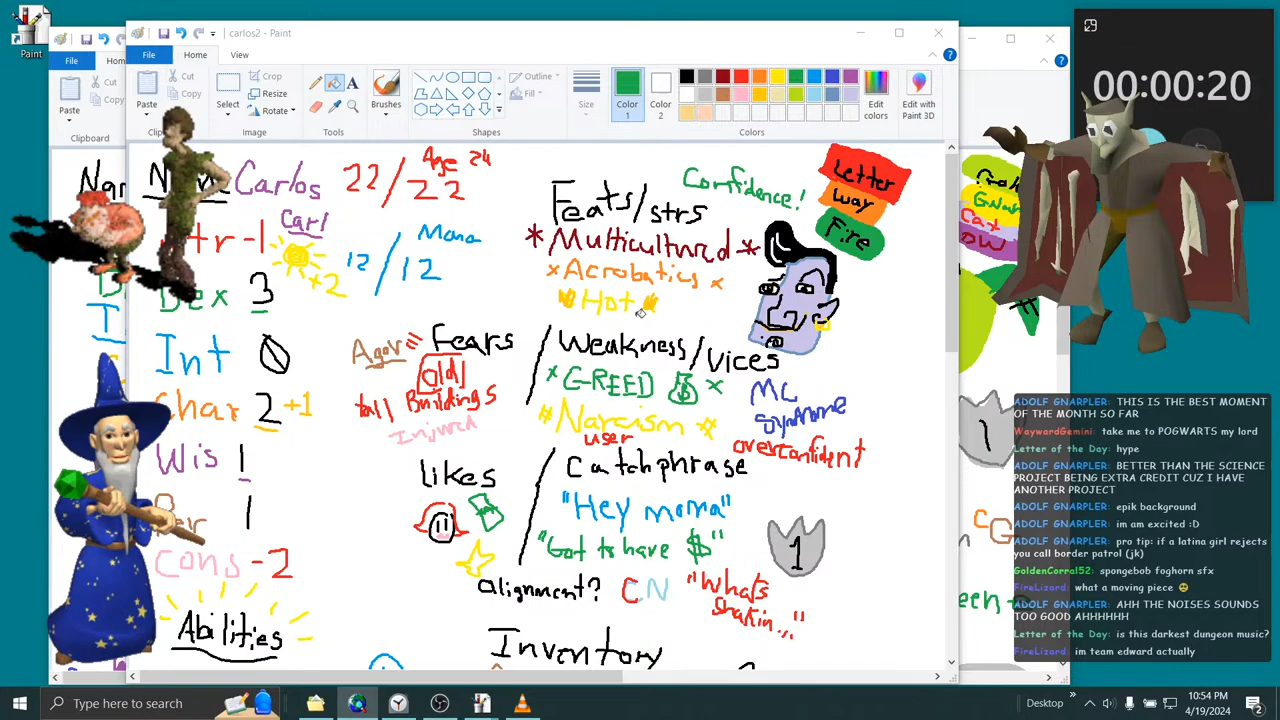 Paint
carlos2 - Paint
File
Home
View
File
Hom
Paste
Cut
Copy
Clipboard
Paste
Cut
Copy
Select
Crop
Resize
Rotate
Image
Tools
Brushes
Shapes
Outline
Fill
Size
Color 1
Color 2
Edit colors
Edit with Paint 3D
Colors
00:00:20
Carlos
Carl
22/22
Age 24
Mana
12/12
-1
+2
Dex 3
Int 0
Char 2 +1
Wis 1
1
Cons -2
Abilities
Feats/strs
*Multicultured*
x Acrobatics x
Hot
Confidence!
Letter
Way
Fire
Fears
Agor
Old
tall Buildings
Injured
Weakness/Vices
x GREED $ x
# Narcism #
user
MC Syndrome
overconfident
likes
Catchphrase
"Hey mama"
"Got to have $"
"Whats shakin..."
alignment? CN
1
Inventory
1
ADOLF GNARPLER: THIS IS THE BEST MOMENT OF THE MONTH SO FAR
WaywardGemini: take me to POGWARTS my lord
Letter of the Day: hype
ADOLF GNARPLER: BETTER THAN THE SCIENCE PROJECT BEING EXTRA CREDIT CUZ I HAVE ANOTHER PROJECT
ADOLF GNARPLER: epik background
ADOLF GNARPLER: im am excited :D
ADOLF GNARPLER: pro tip: if a latina girl rejects you call border patrol (jk)
GoldenCorral52: spongebob foghorn sfx
FireLizard: what a moving piece
ADOLF GNARPLER: AHH THE NOISES SOUNDS TOO GOOD AHHHHHH
Letter of the Day: is this darkest dungeon music?
FireLizard: im team edward actually
Type here to search
Desktop
10:54 PM
4/19/2024
2